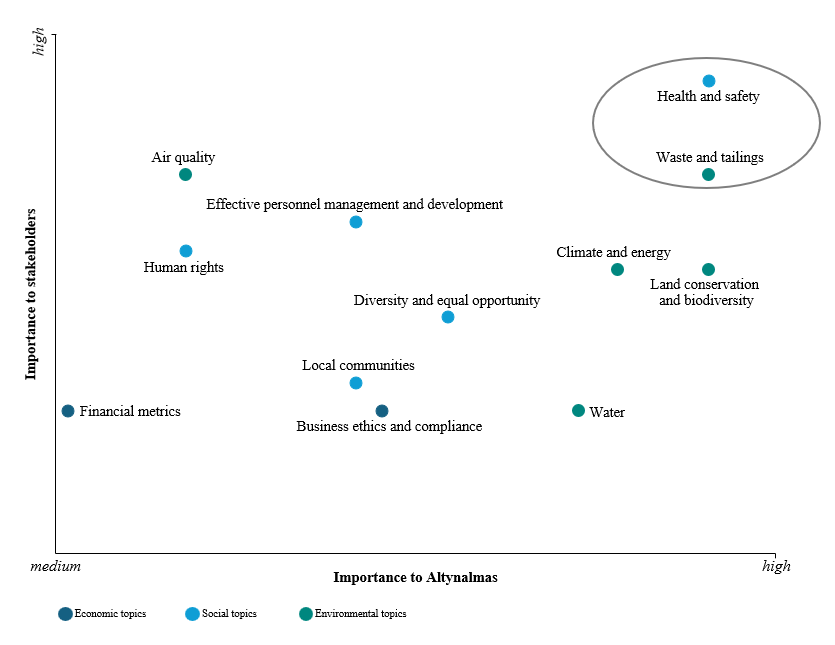 high
Health and safety
Air quality
Waste and tailings
Effective personnel management and development
Climate and energy
Human rights
Land conservation
and biodiversity
Importance to stakeholders
Diversity and equal opportunity
Local communities
Financial metrics
Water
Business ethics and compliance
medium
high
Importance to Altynalmas
Economic topics
Social topics
Environmental topics